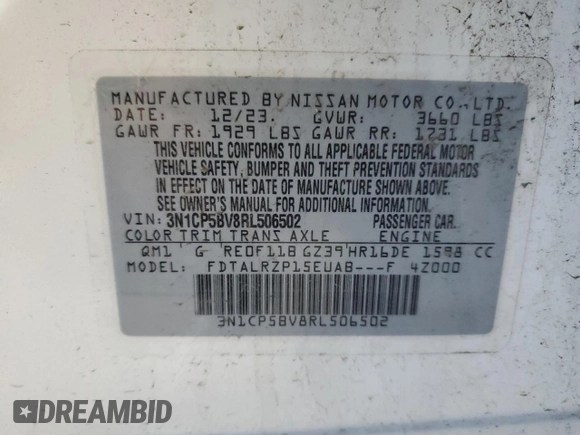 MANUFACTURED BY NISSAN MOTOR CO., LTD.
DATE: 12/23. GVWR: 3660 LBS
GAWR FR: 1929 LBS GAWR RR: 1731 LBS
THIS VEHICLE CONFORMS TO ALL APPLICABLE FEDERAL MOTOR
VEHICLE SAFETY, BUMPER AND THEFT PREVENTION STANDARDS
IN EFFECT ON THE DATE OF MANUFACTURE SHOWN ABOVE.
SEE OWNER'S MANUAL FOR ADDITIONAL INFORMATION.
VIN: 3N1CP5BV8RL506502 PASSENGER CAR.
COLOR TRIM TRANS AXLE ENGINE
QM1 G RE0F11B GZ39 HR16DE 1598 CC
MODEL: FDTALRZP15EUAB---F 4Z000
3N1CP5BV8RL506502
DREAMBID